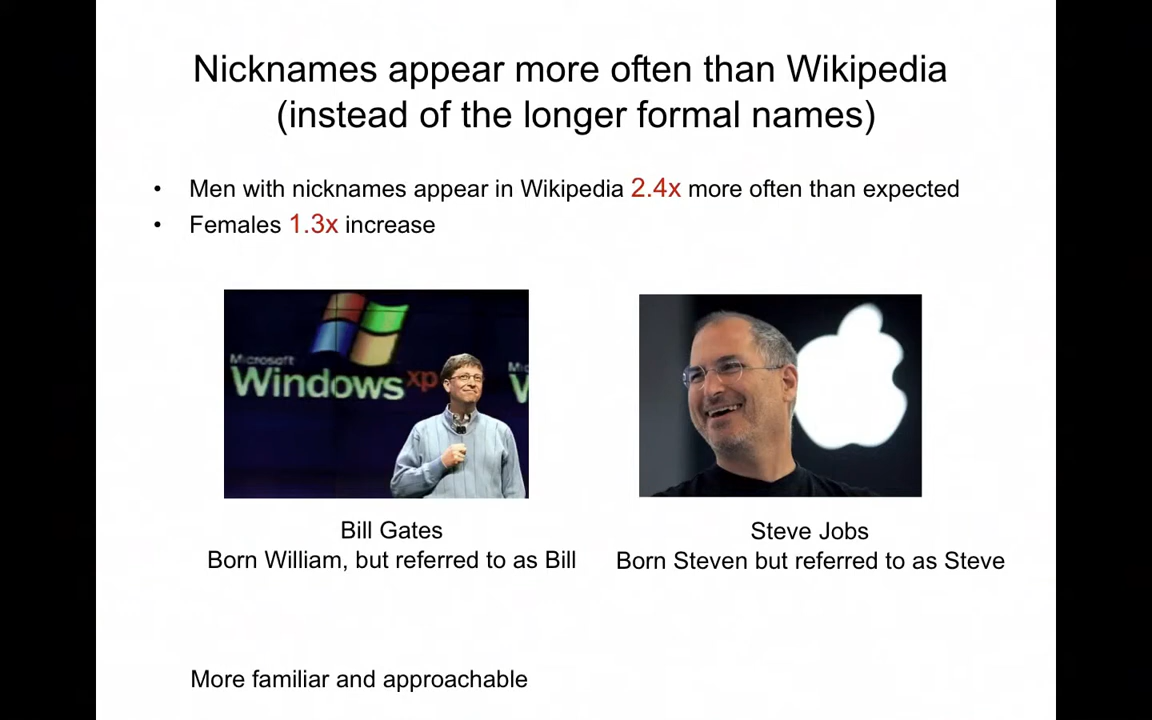 Nicknames appear more often than Wikipedia
(instead of the longer formal names)
• Men with nicknames appear in Wikipedia 2.4x more often than expected
• Females 1.3x increase
Microsoft
Windows xp
Bill Gates
Born William, but referred to as Bill
Steve Jobs
Born Steven but referred to as Steve
More familiar and approachable